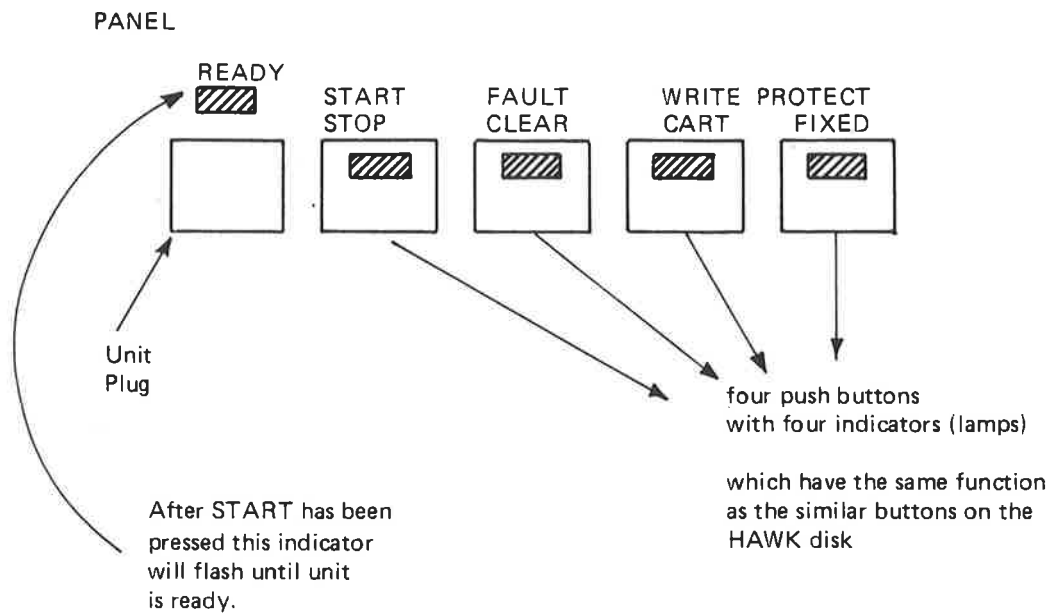 PANEL
READY
START
STOP
FAULT
CLEAR
WRITE PROTECT
CART FIXED
Unit
Plug
four push buttons
with four indicators (lamps)
which have the same function
as the similar buttons on the
HAWK disk
After START has been
pressed this indicator
will flash until unit
is ready.